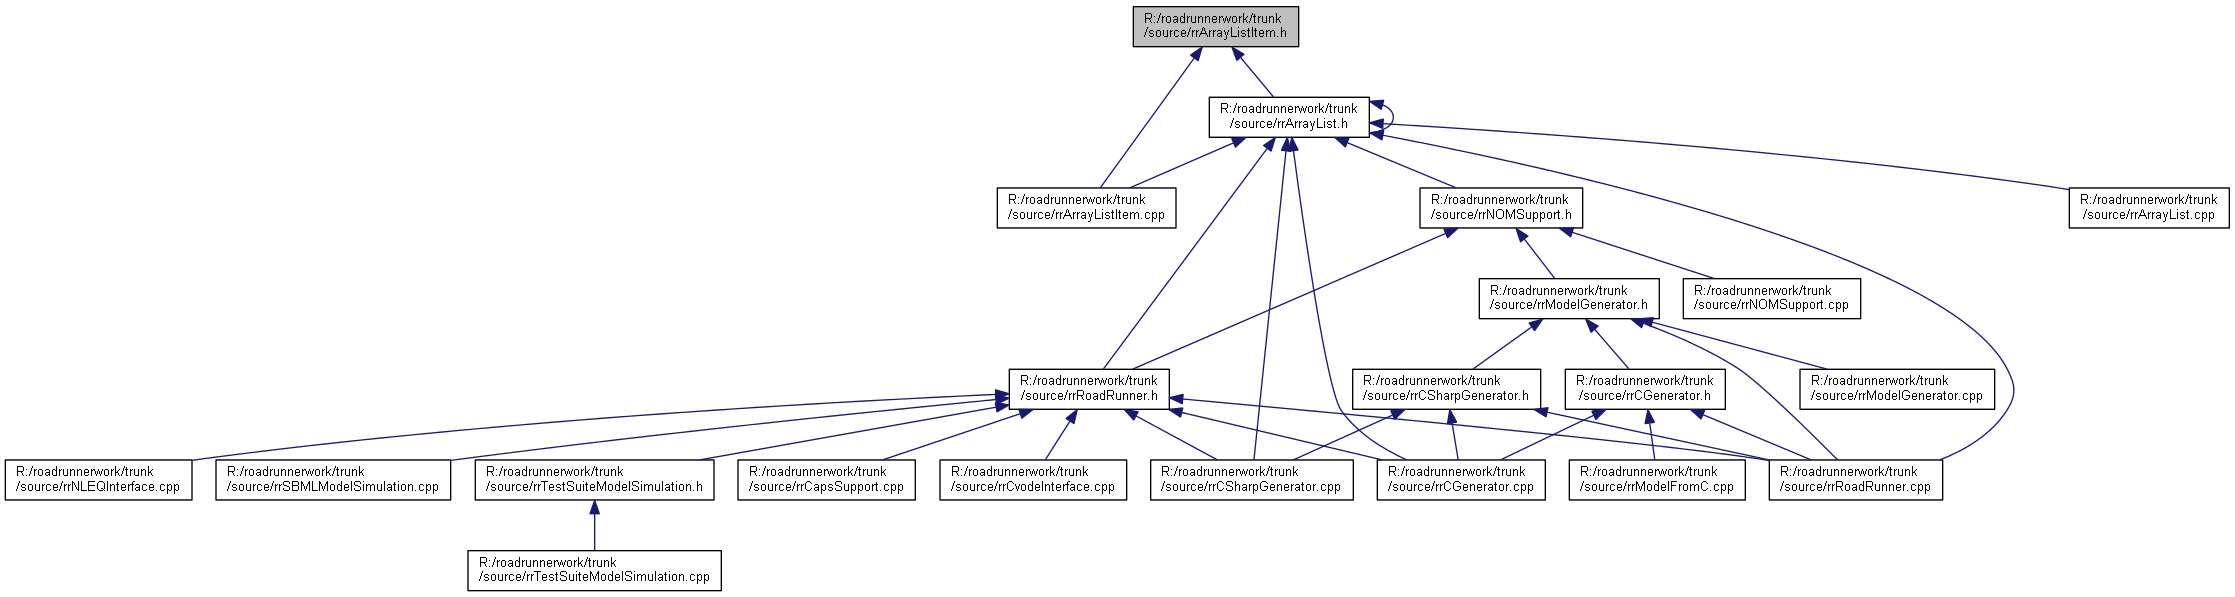 R:/roadrunnerwork/trunk
/source/rrArrayListItem.h
R:/roadrunnerwork/trunk
/source/rrArrayList.h
R:/roadrunnerwork/trunk
/source/rrArrayListItem.cpp
R:/roadrunnerwork/trunk
/source/rrNOMSupport.h
R:/roadrunnerwork/trunk
/source/rrArrayList.cpp
R:/roadrunnerwork/trunk
/source/rrModelGenerator.h
R:/roadrunnerwork/trunk
/source/rrNOMSupport.cpp
R:/roadrunnerwork/trunk
/source/rrRoadRunner.h
R:/roadrunnerwork/trunk
/source/rrCSharpGenerator.h
R:/roadrunnerwork/trunk
/source/rrCGenerator.h
R:/roadrunnerwork/trunk
/source/rrModelGenerator.cpp
R:/roadrunnerwork/trunk
/source/rrNLEQInterface.cpp
R:/roadrunnerwork/trunk
/source/rrSBMLModelSimulation.cpp
R:/roadrunnerwork/trunk
/source/rrTestSuiteModelSimulation.h
R:/roadrunnerwork/trunk
/source/rrCapsSupport.cpp
R:/roadrunnerwork/trunk
/source/rrCvodeInterface.cpp
R:/roadrunnerwork/trunk
/source/rrCSharpGenerator.cpp
R:/roadrunnerwork/trunk
/source/rrCGenerator.cpp
R:/roadrunnerwork/trunk
/source/rrModelFromC.cpp
R:/roadrunnerwork/trunk
/source/rrRoadRunner.cpp
R:/roadrunnerwork/trunk
/source/rrTestSuiteModelSimulation.cpp